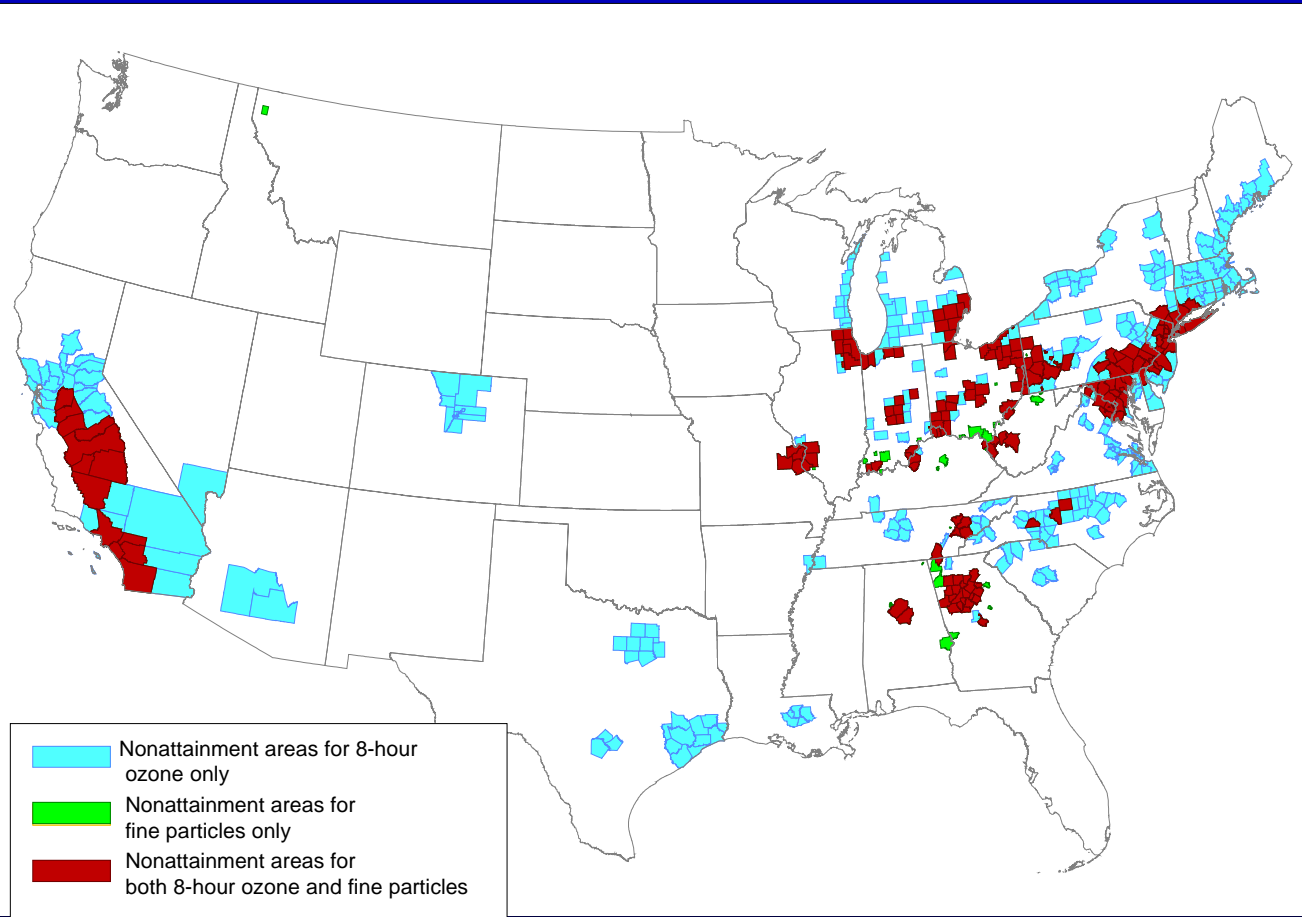 Nonattainment areas for 8-hour
ozone only
Nonattainment areas for
fine particles only
Nonattainment areas for
both 8-hour ozone and fine particles